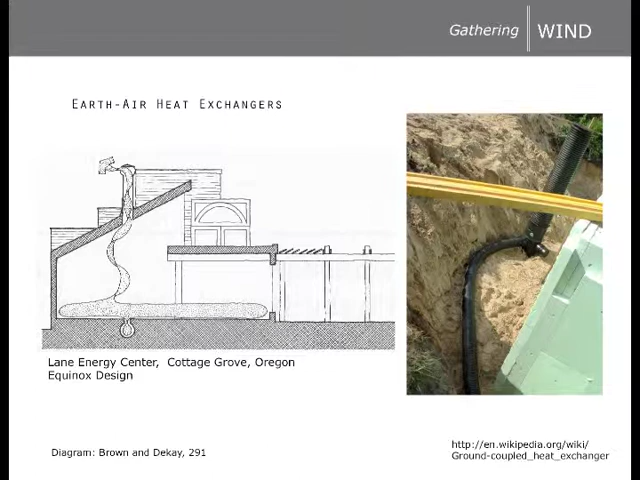 Gathering WIND
Earth-Air Heat Exchangers
Lane Energy Center, Cottage Grove, Oregon
Equinox Design
Diagram: Brown and Dekay, 291
http://en.wikipedia.org/wiki/
Ground-coupled_heat_exchanger